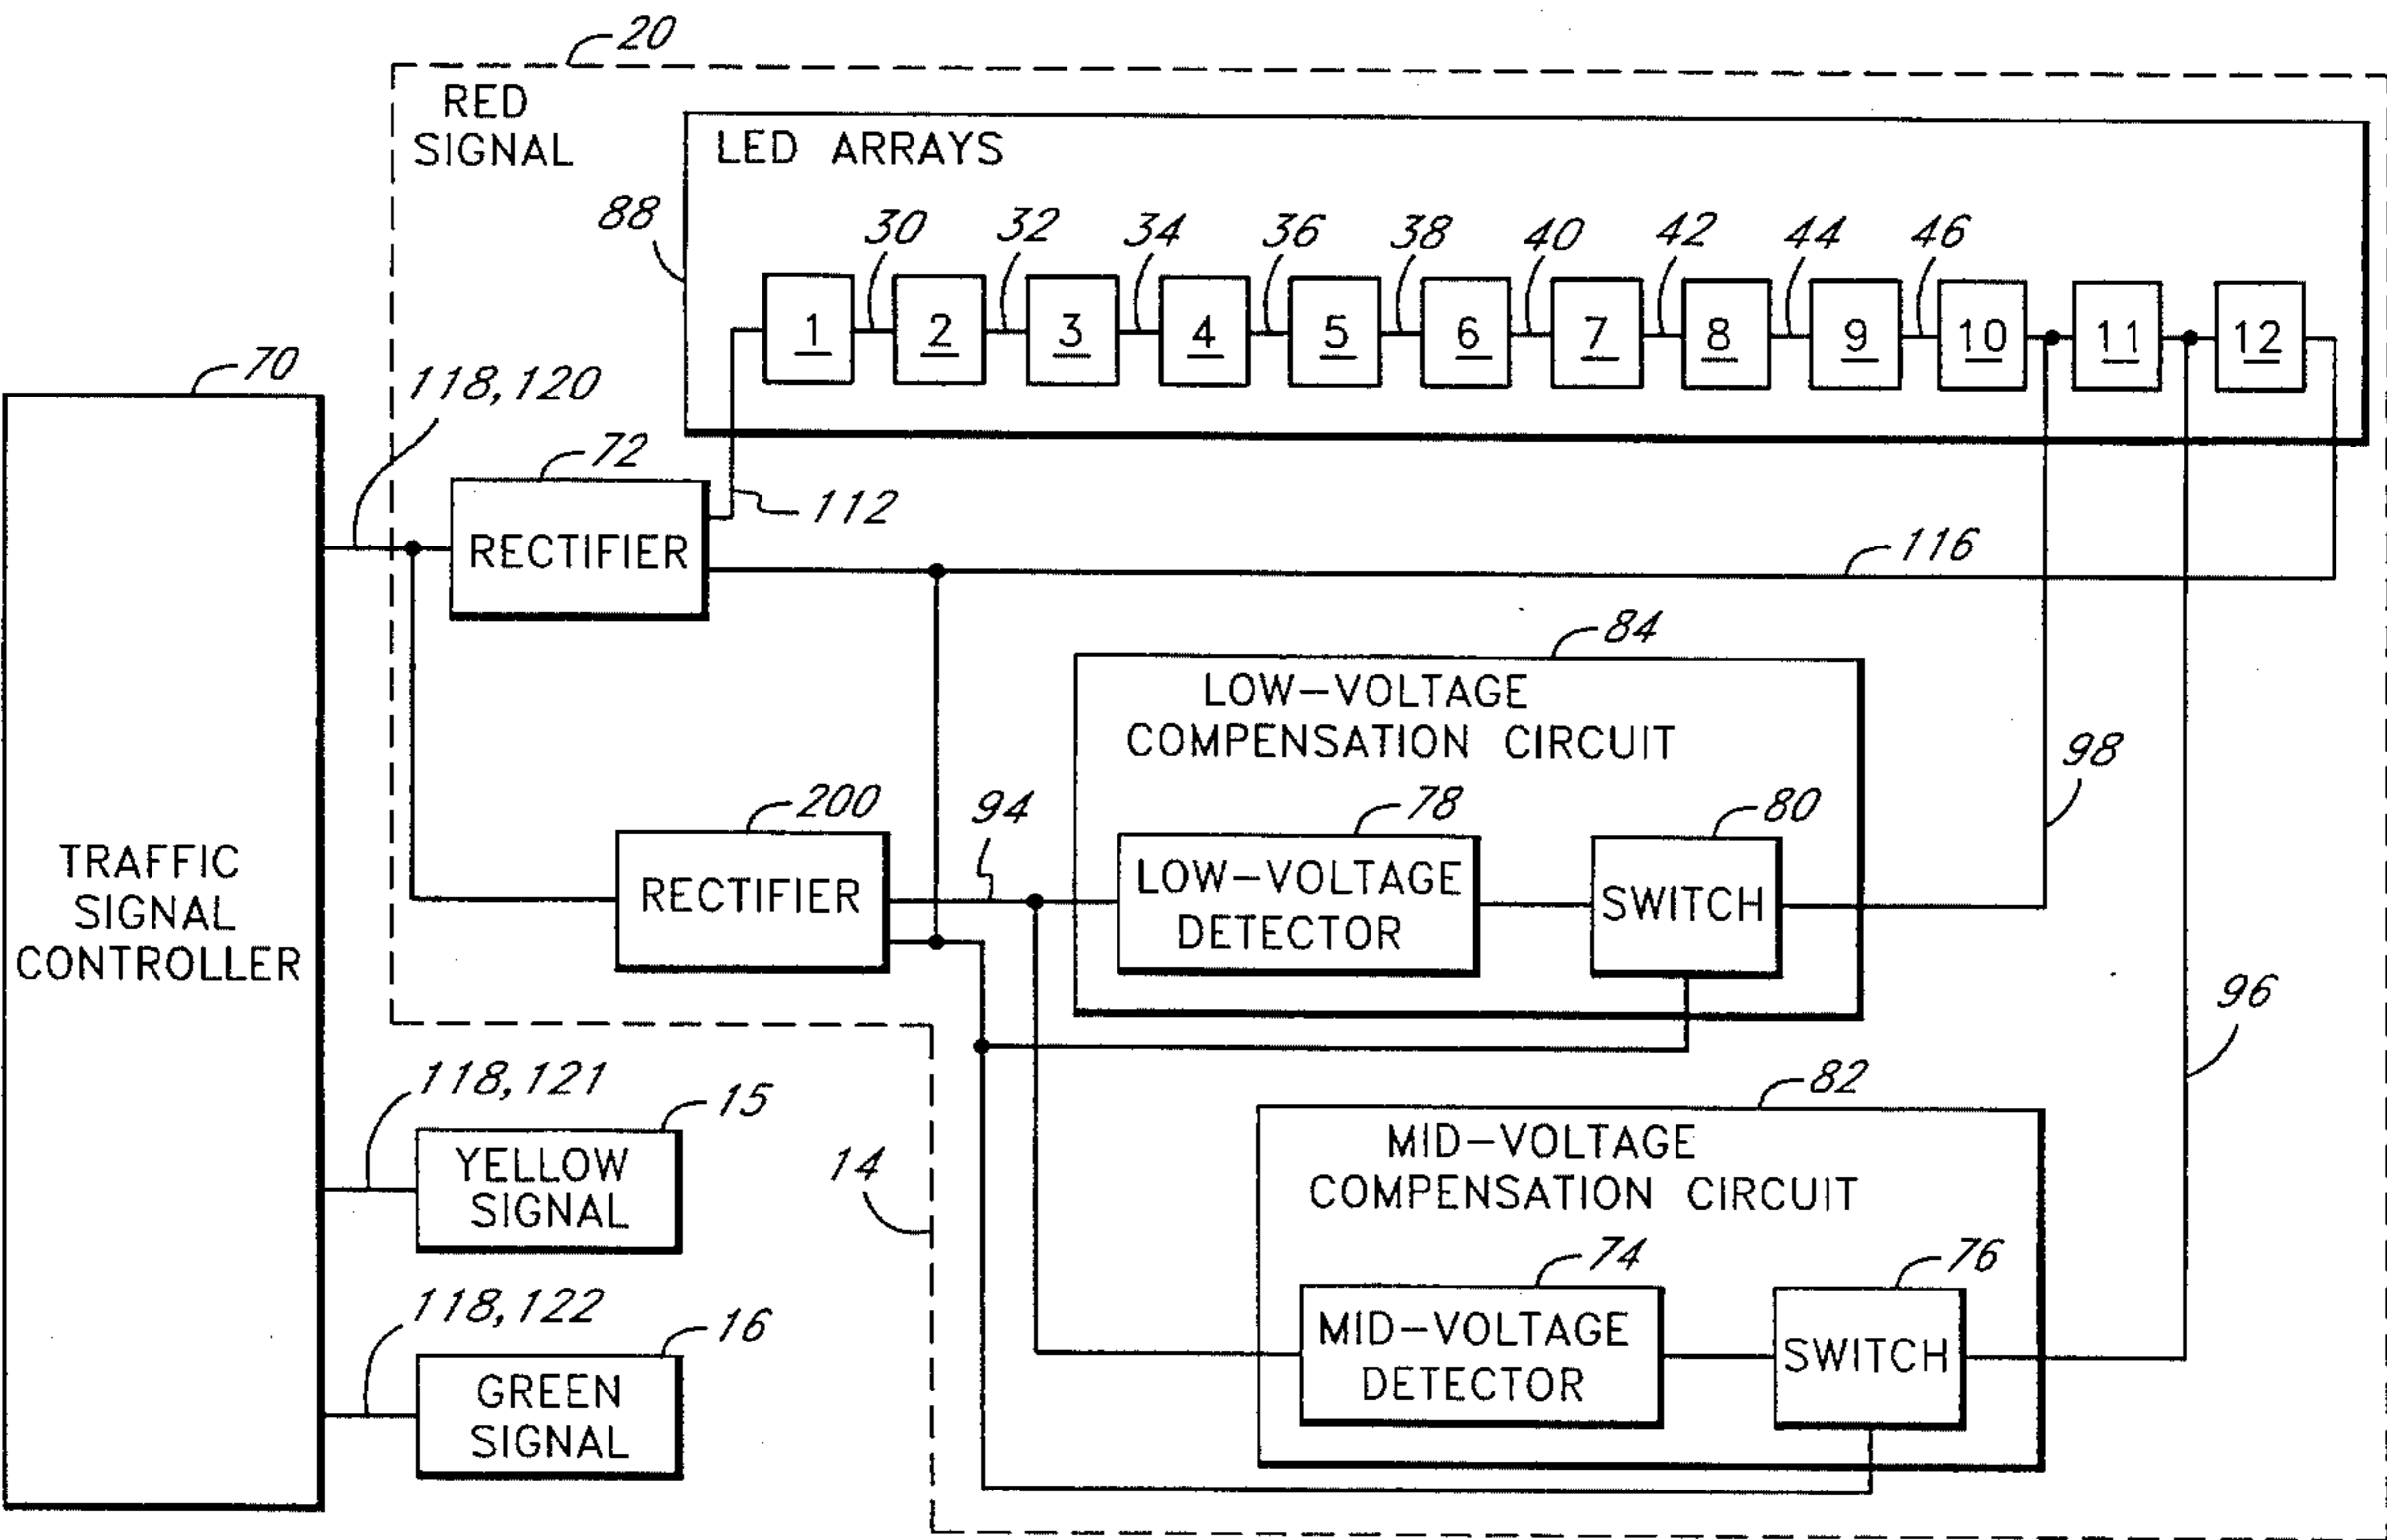 20
RED
SIGNAL
LED ARRAYS
88
30
32
34
36
38
40
42
44
46
1
2
3
4
5
6
7
8
9
10
11
12
70
118,120
72
112
RECTIFIER
116
84
LOW-VOLTAGE
COMPENSATION CIRCUIT
98
200
94
78
80
RECTIFIER
LOW-VOLTAGE
DETECTOR
SWITCH
TRAFFIC
SIGNAL
CONTROLLER
96
118,121
15
82
YELLOW
SIGNAL
14
MID-VOLTAGE
COMPENSATION CIRCUIT
74
76
118,122
16
MID-VOLTAGE
DETECTOR
SWITCH
GREEN
SIGNAL